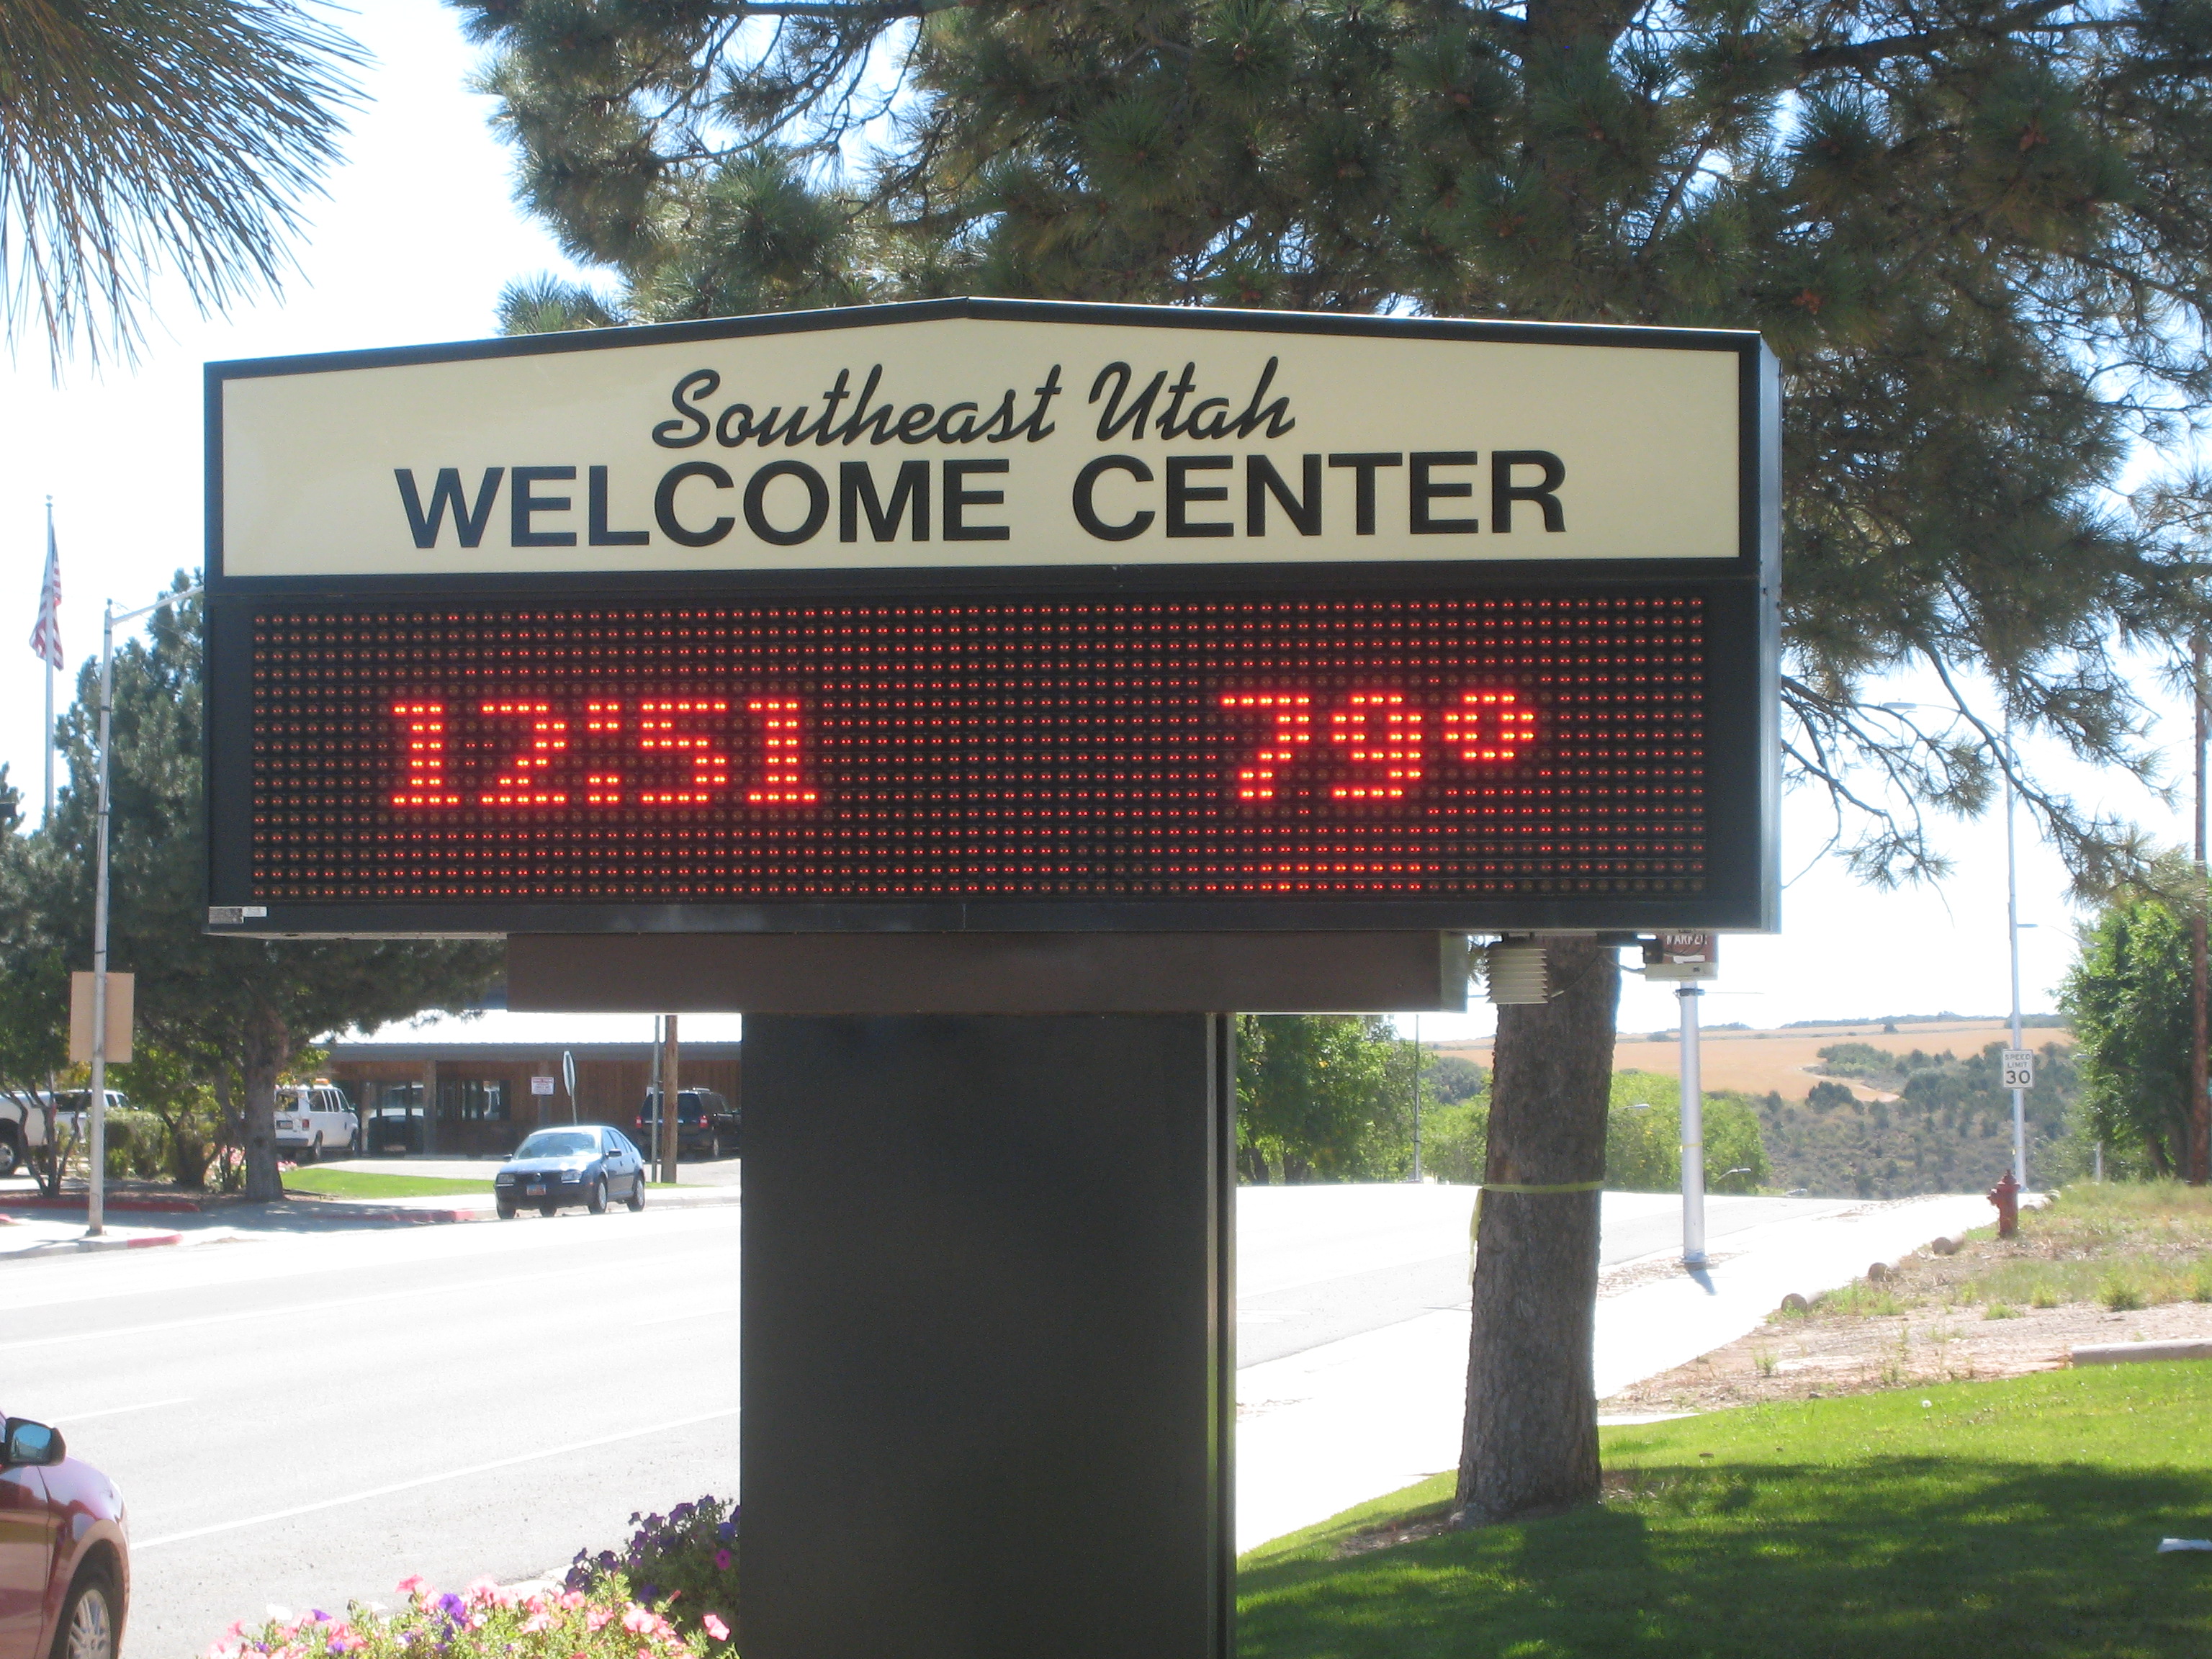 Southeast Utah
WELCOME CENTER
12:51 79°
SPEED
LIMIT
30